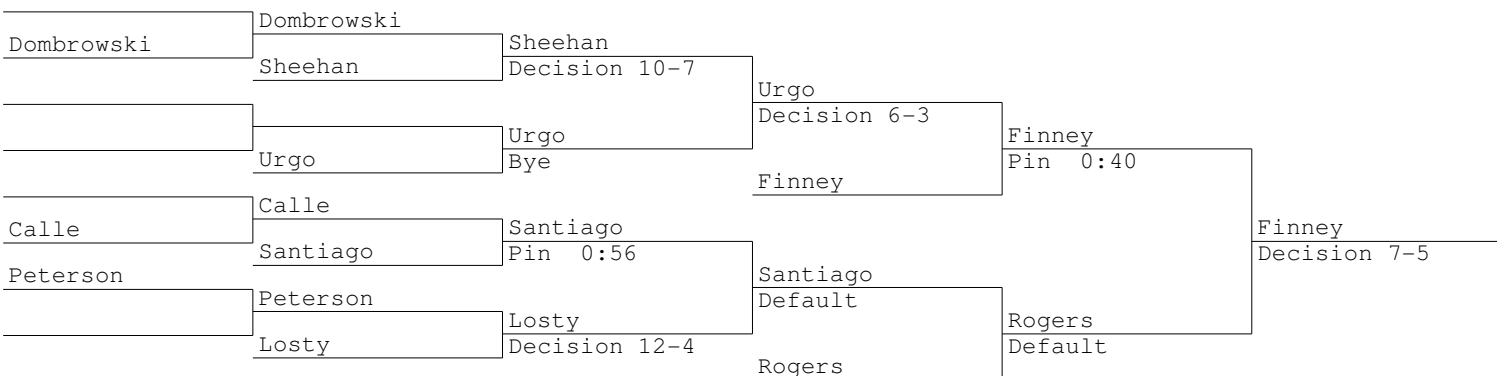 Dombrowski
Dombrowski
Sheehan
Sheehan
Decision 10-7
Urgo
Decision 6-3
Urgo
Finney
Urgo
Bye
Pin 0:40
Finney
Calle
Calle
Santiago
Finney
Santiago
Pin 0:56
Decision 7-5
Peterson
Santiago
Peterson
Default
Losty
Rogers
Losty
Decision 12-4
Default
Rogers